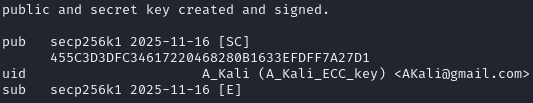 public and secret key created and signed.
pub   secp256k1 2025-11-16 [SC]
      455C3D3DFC34617220468280B1633EFDFF7A27D1
uid                      A_Kali (A_Kali_ECC_key) <AKali@gmail.com>
sub   secp256k1 2025-11-16 [E]